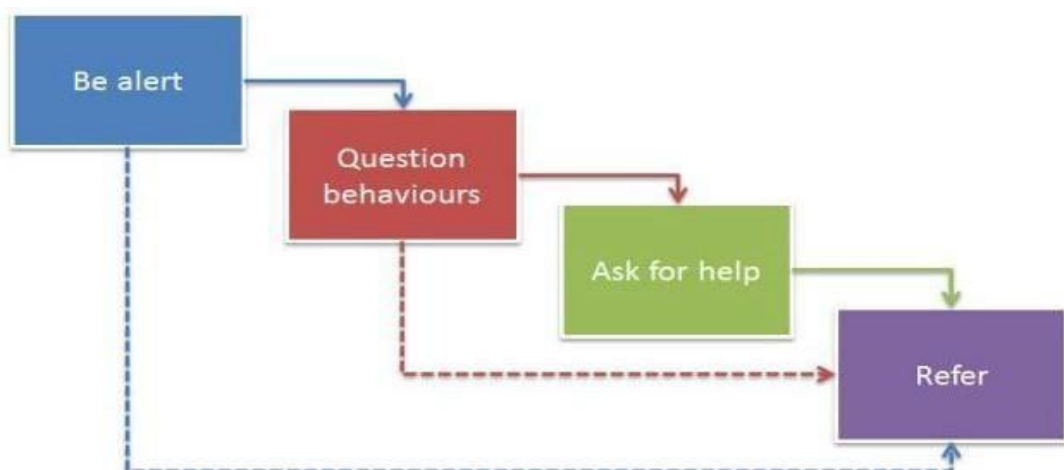 Be alert
Question
behaviours
Ask for help
Refer